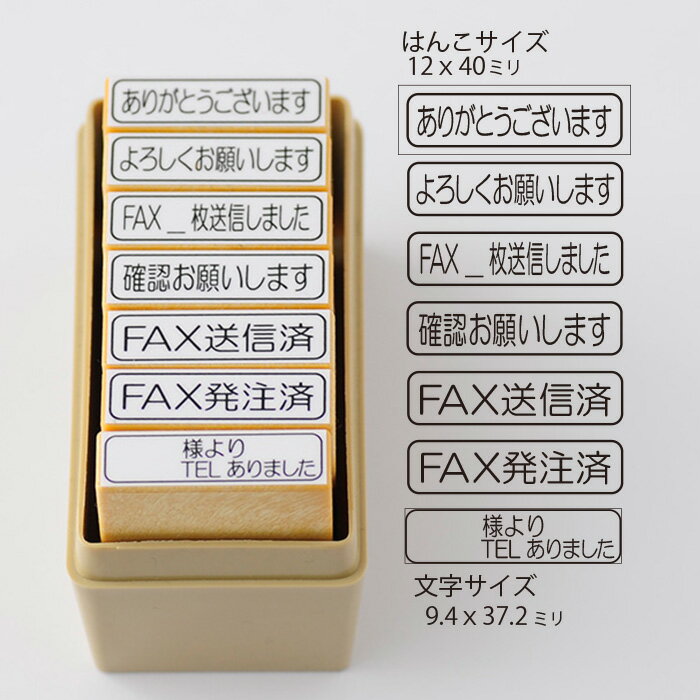 ありがとうございます
よろしくお願いします
FAX _ 枚送信しました
確認お願いします
FAX送信済
FAX発注済
様より
TEL ありました
はんこサイズ
12 x 40ミリ
ありがとうございます
よろしくお願いします
FAX _ 枚送信しました
確認お願いします
FAX送信済
FAX発注済
様より
TEL ありました
文字サイズ
9.4 x 37.2 ミリ